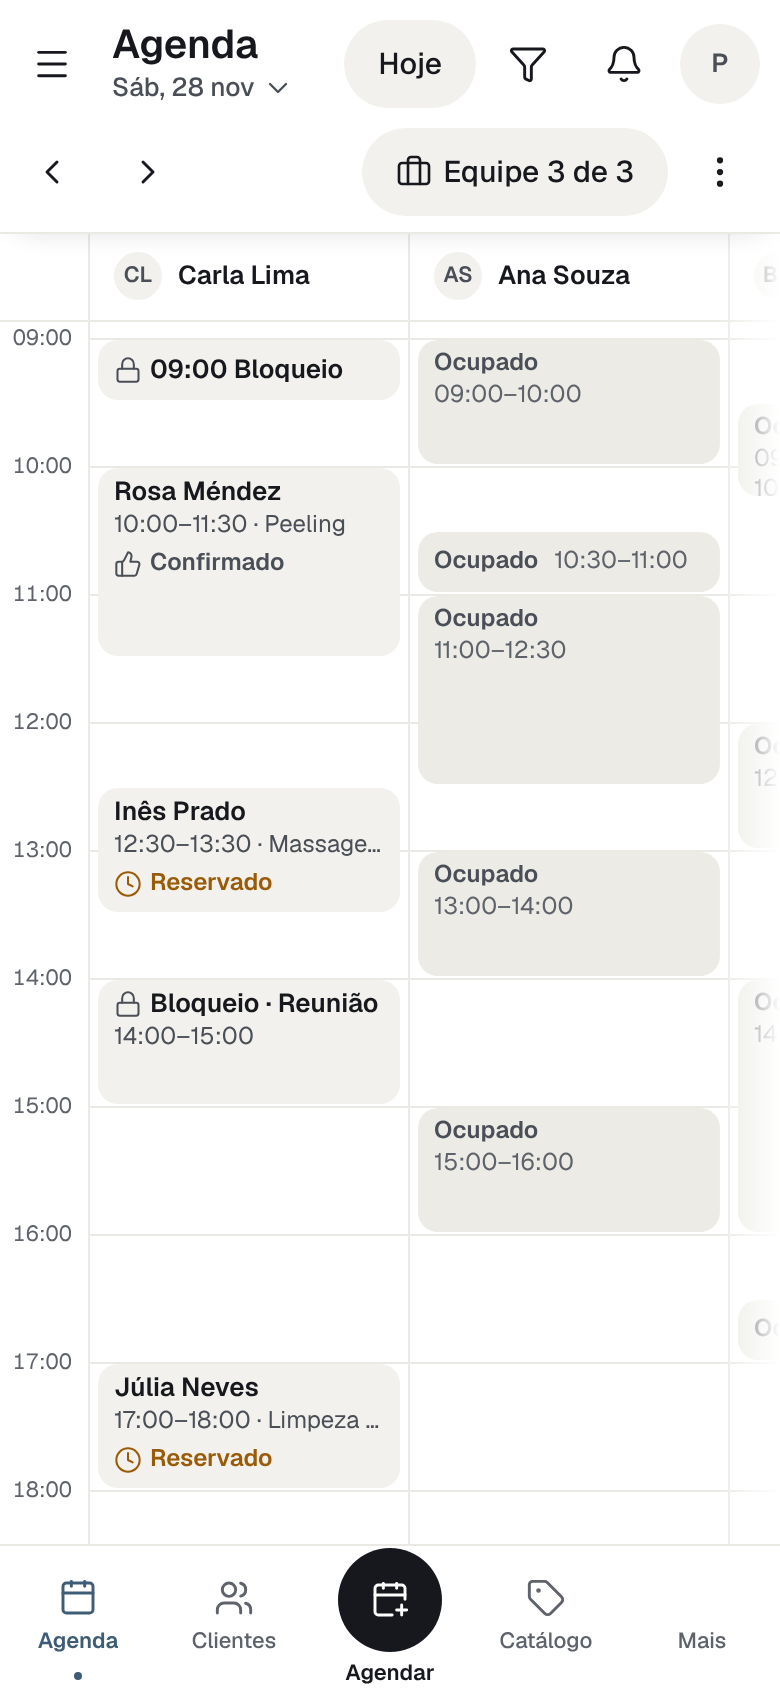 Agenda
Sáb, 28 nov
Hoje
P
Equipe 3 de 3
CL Carla Lima
AS Ana Souza
B
09:00
09:00 Bloqueio
Ocupado
09:00–10:00
10:00
Rosa Méndez
10:00–11:30 · Peeling
Confirmado
Ocupado 10:30–11:00
11:00
Ocupado
11:00–12:30
12:00
Inês Prado
12:30–13:30 · Massage...
Reservado
13:00
Ocupado
13:00–14:00
14:00
Bloqueio · Reunião
14:00–15:00
15:00
Ocupado
15:00–16:00
16:00
17:00
Júlia Neves
17:00–18:00 · Limpeza ...
Reservado
18:00
Agenda
Clientes
Agendar
Catálogo
Mais